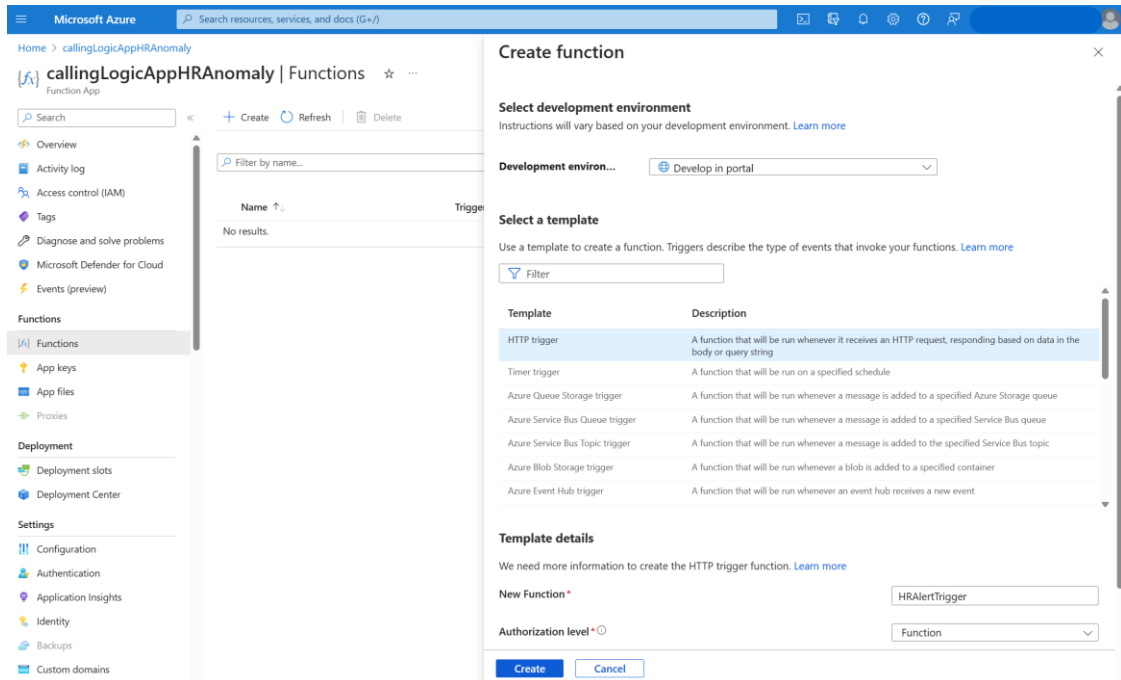 Microsoft Azure
Search resources, services, and docs (G+/)
Home > callingLogicAppHRAnomaly
{fx} callingLogicAppHRAnomaly | Functions
Function App
Search
Overview
Activity log
Access control (IAM)
Tags
Diagnose and solve problems
Microsoft Defender for Cloud
Events (preview)
Functions
Functions
App keys
App files
Proxies
Deployment
Deployment slots
Deployment Center
Settings
Configuration
Authentication
Application Insights
Identity
Backups
Custom domains
+ Create Refresh Delete
Filter by name...
Name Trigge
No results.
Create function
Select development environment
Instructions will vary based on your development environment. Learn more
Development environ... Develop in portal
Select a template
Use a template to create a function. Triggers describe the type of events that invoke your functions. Learn more
Filter
Template Description
HTTP trigger A function that will be run whenever it receives an HTTP request, responding based on data in the
body or query string
Timer trigger A function that will be run on a specified schedule
Azure Queue Storage trigger A function that will be run whenever a message is added to a specified Azure Storage queue
Azure Service Bus Queue trigger A function that will be run whenever a message is added to a specified Service Bus queue
Azure Service Bus Topic trigger A function that will be run whenever a message is added to the specified Service Bus topic
Azure Blob Storage trigger A function that will be run whenever a blob is added to a specified container
Azure Event Hub trigger A function that will be run whenever an event hub receives a new event
Template details
We need more information to create the HTTP trigger function. Learn more
New Function * HRAlertTrigger
Authorization level * Function
Create Cancel